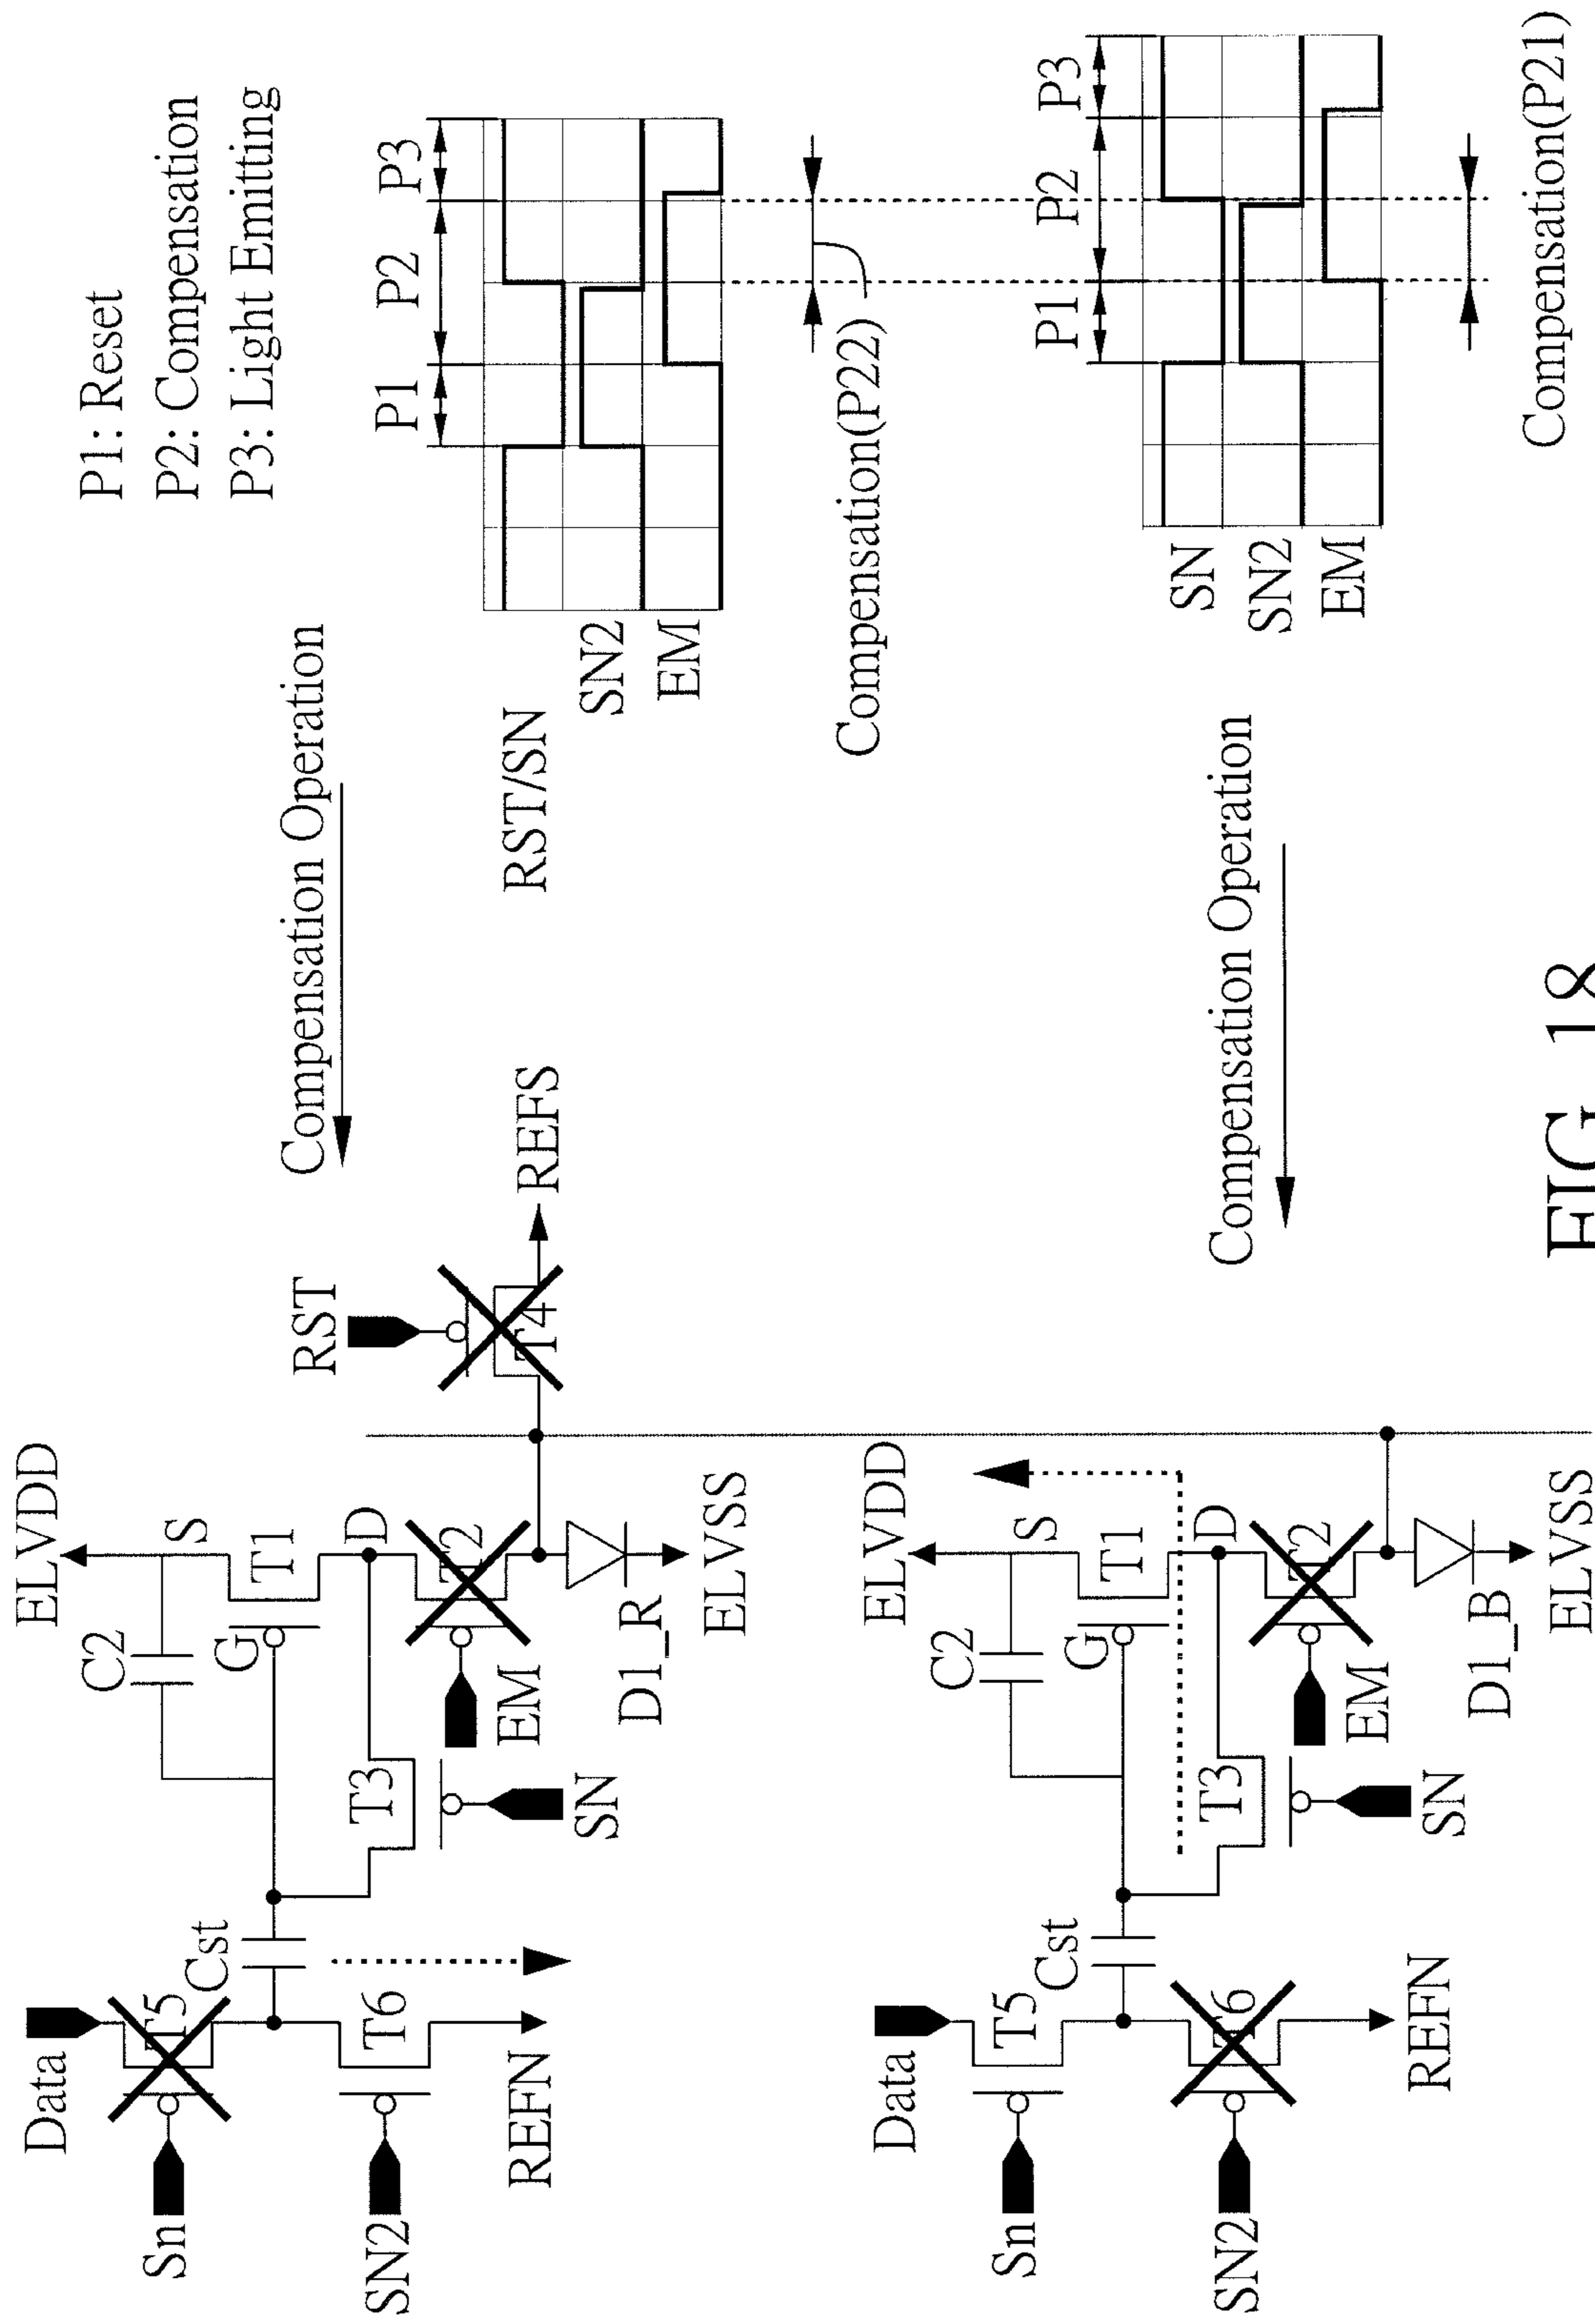 P1: Reset
P2: Compensation
P3: Light Emitting
Compensation Operation
P1
P2
P3
RST/SN
SN2
EM
Compensation(P22)
Data
Sn
T5
SN2
T6
REFN
Cst
ELVDD
C2
S
G
T1
D
T3
SN
EM
T2
D1_R
ELVSS
RST
T4
REFS
Compensation Operation
P1
P2
P3
SN
SN2
EM
Compensation(P21)
Data
Sn
T5
SN2
T6
REFN
Cst
ELVDD
C2
S
G
T1
D
T3
SN
EM
T2
D1_B
ELVSS
FIG. 18